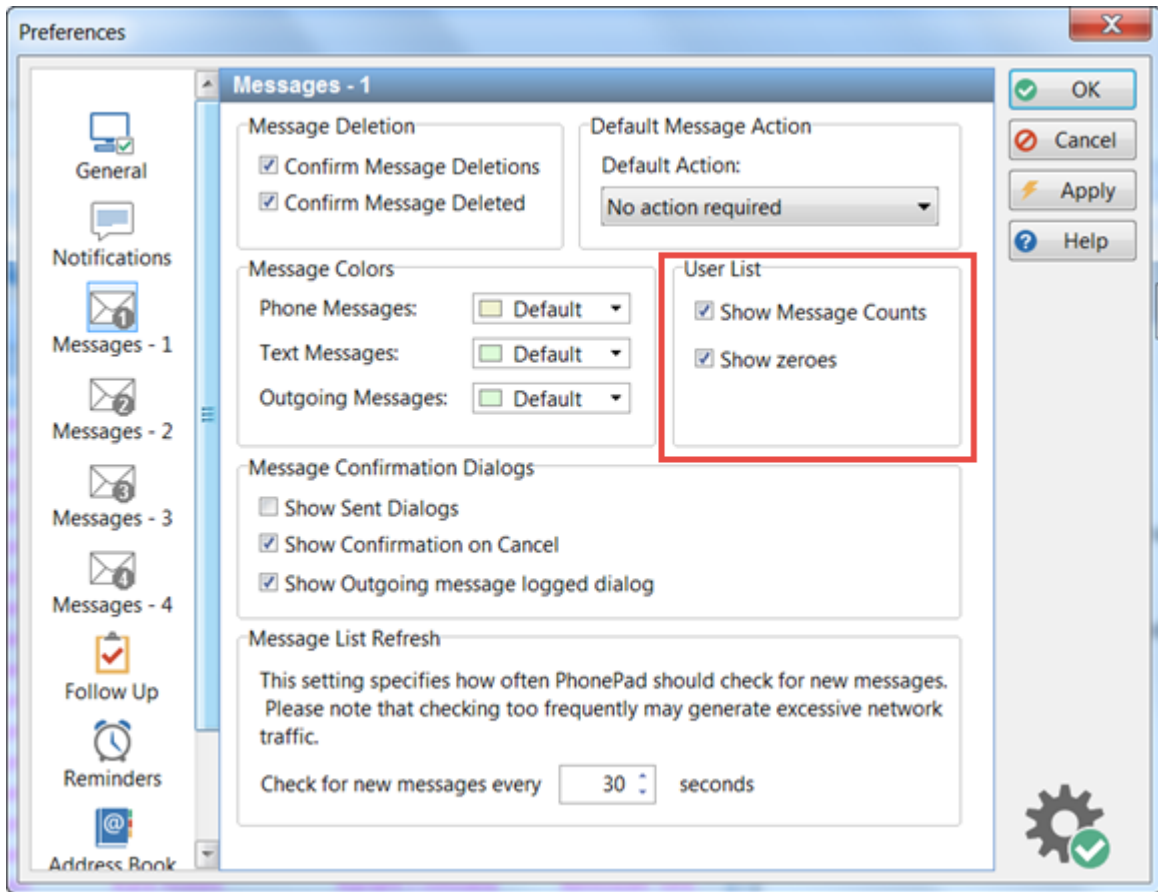 Preferences
General
Notifications
1
Messages - 1
2
Messages - 2
3
Messages - 3
4
Messages - 4
Follow Up
Reminders
@
Address Book
Messages - 1
Message Deletion
Confirm Message Deletions
Confirm Message Deleted
Default Message Action
Default Action:
No action required
Message Colors
Phone Messages: Default
Text Messages: Default
Outgoing Messages: Default
User List
Show Message Counts
Show zeroes
Message Confirmation Dialogs
Show Sent Dialogs
Show Confirmation on Cancel
Show Outgoing message logged dialog
Message List Refresh
This setting specifies how often PhonePad should check for new messages.
Please note that checking too frequently may generate excessive network
traffic.
Check for new messages every 30 seconds
OK
Cancel
Apply
? Help